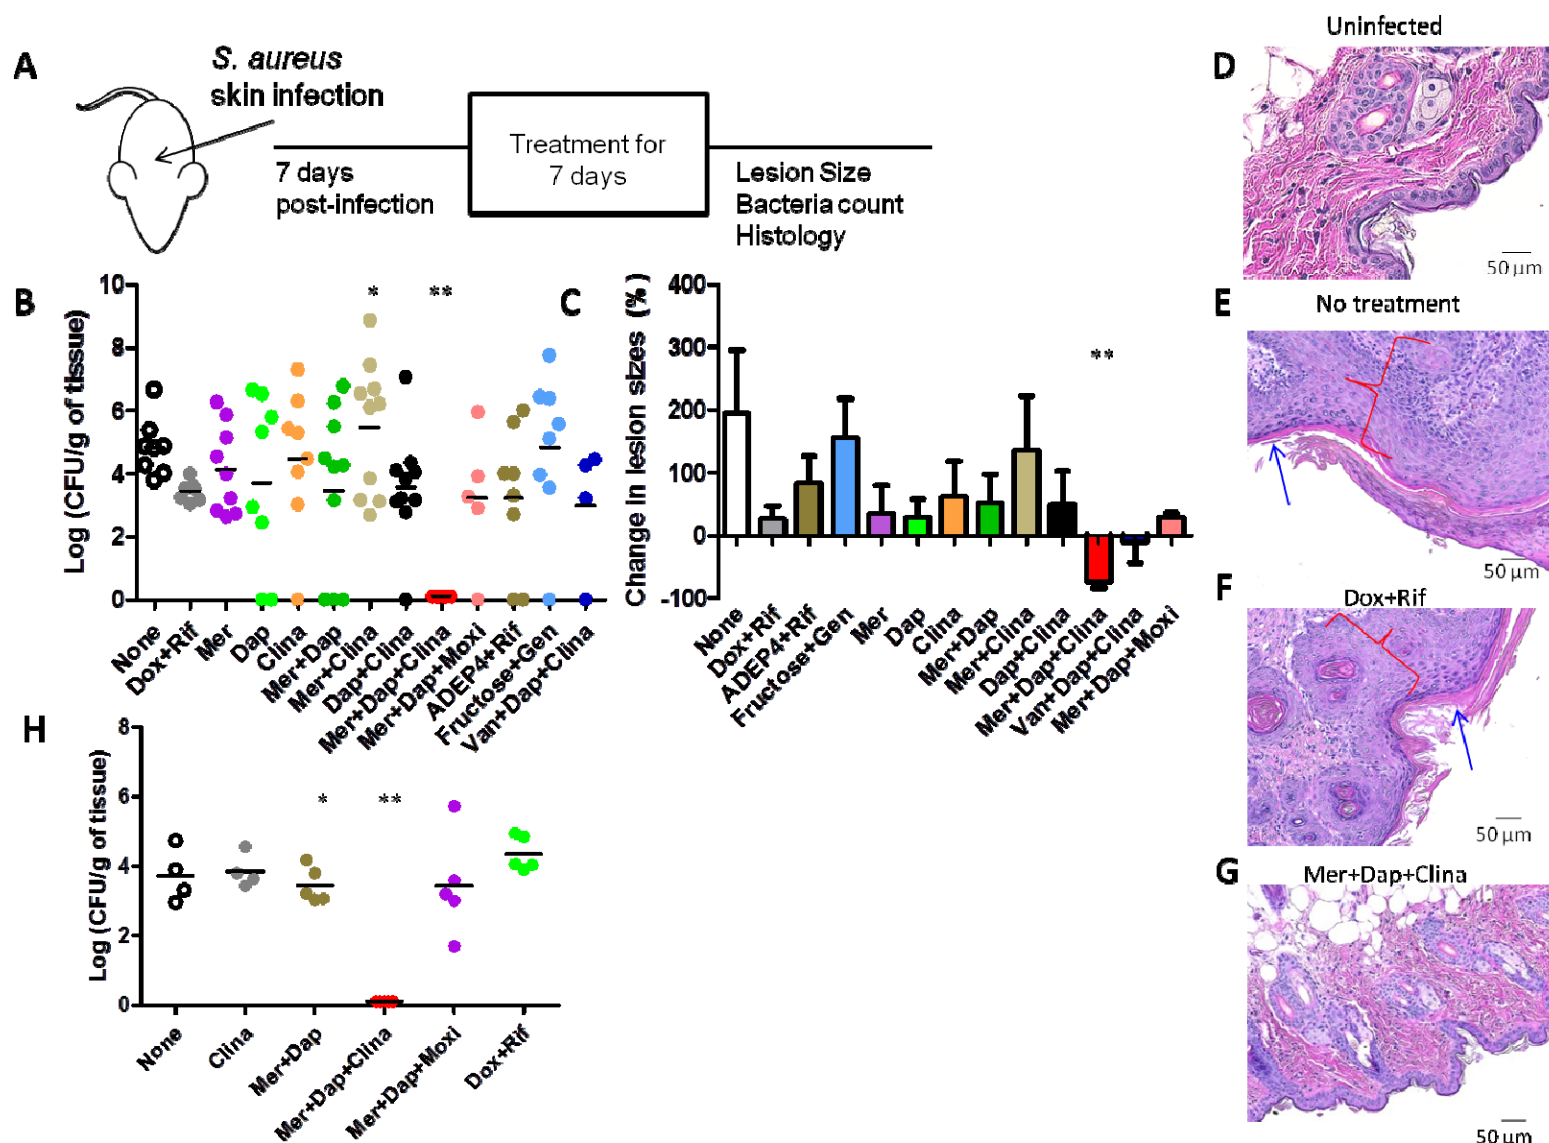 A
S. aureus
skin infection
7 days
post-infection
Treatment for
7 days
Lesion Size
Bacteria count
Histology
B
Log (CFU/g of tissue)
10
8
6
4
2
0
* **
None
Dox+Rif
Mer
Dap
Clina
Mer+Dap
Mer+Clina
Dap+Clina
Mer+Dap+Clina
Mer+Dap+Moxi
ADEP4+Rif
Fructose+Gen
Van+Dap+Clina
C
Change in lesion sizes (%)
400
300
200
100
0
-100
**
None
Dox+Rif
ADEP4+Rif
Fructose+Gen
Mer
Dap
Clina
Mer+Dap
Mer+Clina
Dap+Clina
Mer+Dap+Clina
Van+Dap+Clina
Mer+Dap+Moxi
D
Uninfected
50 µm
E
No treatment
50 µm
F
Dox+Rif
50 µm
G
Mer+Dap+Clina
50 µm
H
Log (CFU/g of tissue)
8
6
4
2
0
* **
None
Clina
Mer+Dap
Mer+Dap+Clina
Mer+Dap+Moxi
Dox+Rif